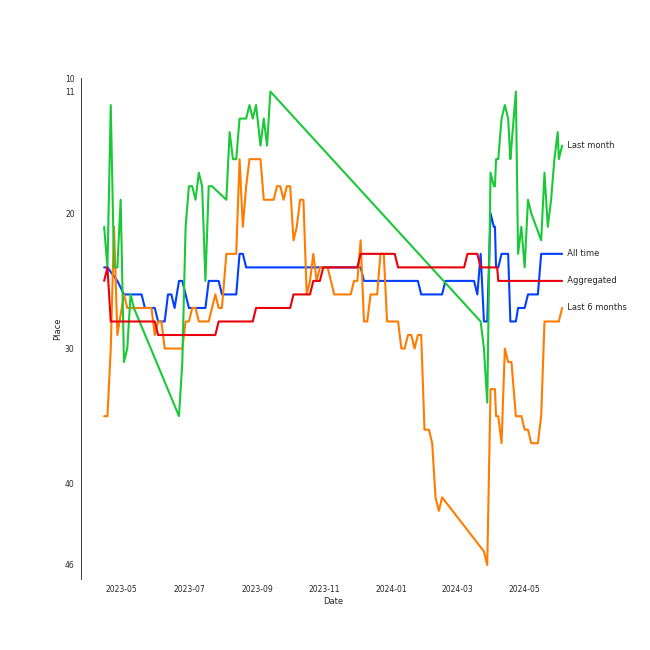 10
11
20
30
40
46
Place
Last month
All time
Aggregated
Last 6 months
2023-05 2023-07 2023-09 2023-11 2024-01 2024-03 2024-05
Date